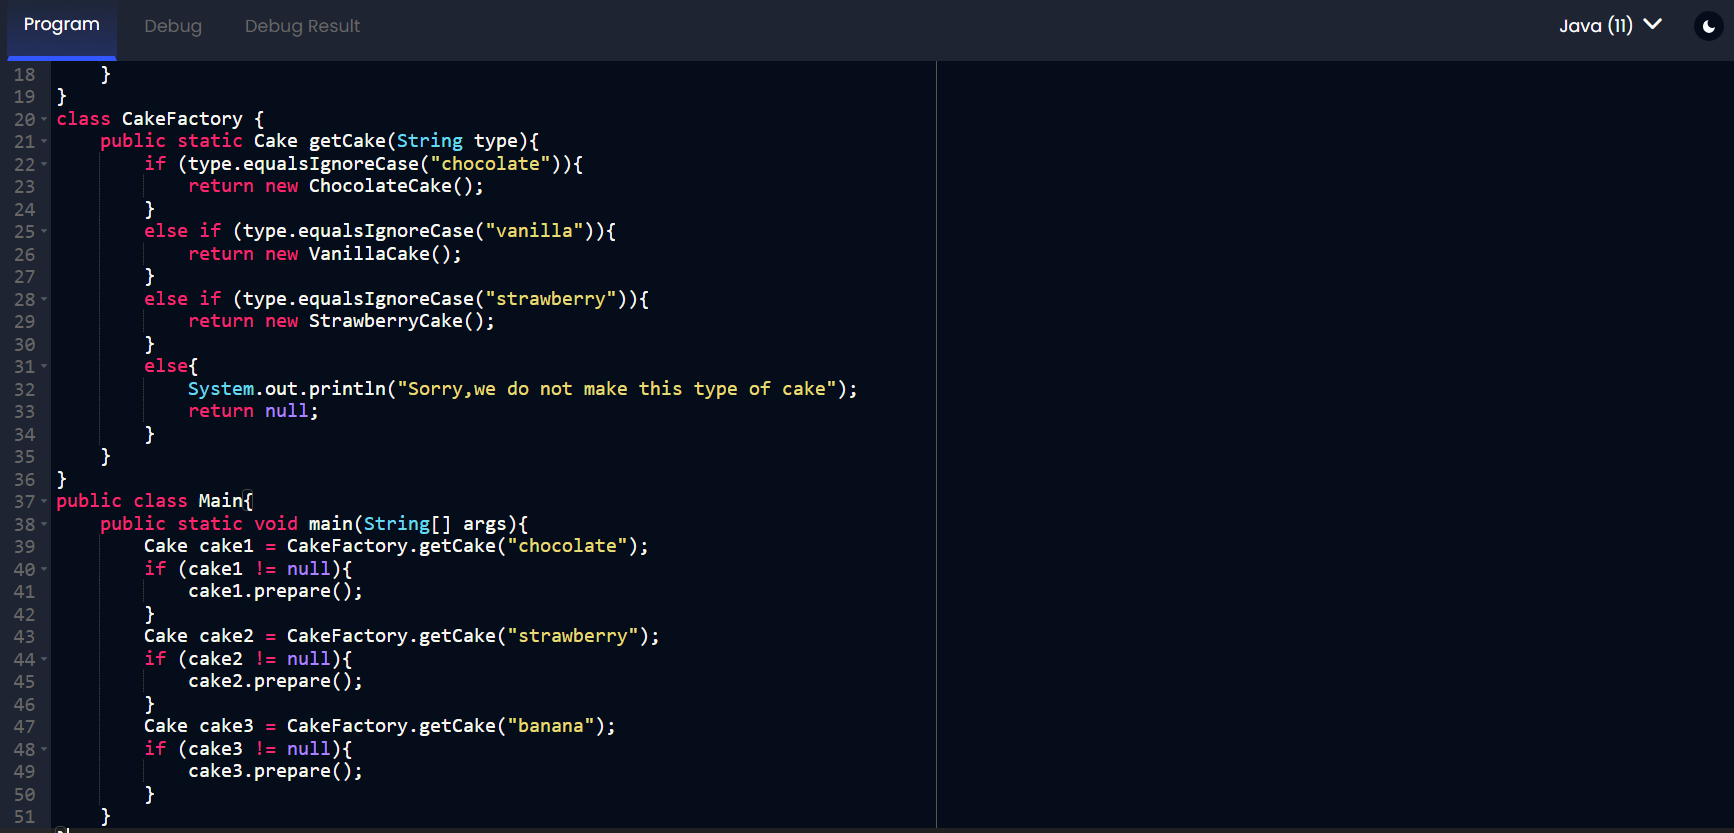 Program Debug Debug Result Java (11)
18     }
19 }
20 class CakeFactory {
21     public static Cake getCake(String type){
22         if (type.equalsIgnoreCase("chocolate")){
23             return new ChocolateCake();
24         }
25         else if (type.equalsIgnoreCase("vanilla")){
26             return new VanillaCake();
27         }
28         else if (type.equalsIgnoreCase("strawberry")){
29             return new StrawberryCake();
30         }
31         else{
32             System.out.println("Sorry,we do not make this type of cake");
33             return null;
34         }
35     }
36 }
37 public class Main{
38     public static void main(String[] args){
39         Cake cake1 = CakeFactory.getCake("chocolate");
40         if (cake1 != null){
41             cake1.prepare();
42         }
43         Cake cake2 = CakeFactory.getCake("strawberry");
44         if (cake2 != null){
45             cake2.prepare();
46         }
47         Cake cake3 = CakeFactory.getCake("banana");
48         if (cake3 != null){
49             cake3.prepare();
50         }
51     }